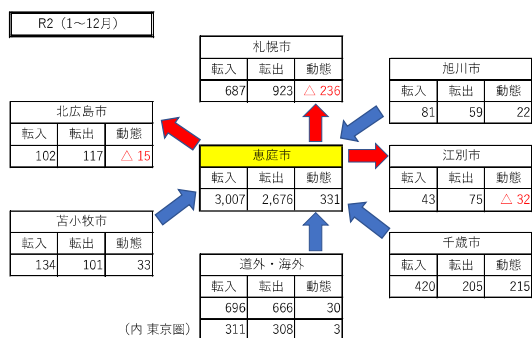 R2（1～12月）
札幌市
転入 転出 動態
687 923 △ 236
旭川市
転入 転出 動態
81 59 22
北広島市
転入 転出 動態
102 117 △ 15
恵庭市
転入 転出 動態
3,007 2,676 331
江別市
転入 転出 動態
43 75 △ 32
苫小牧市
転入 転出 動態
134 101 33
道外・海外
転入 転出 動態
696 666 30
（内 東京圏） 311 308 3
千歳市
転入 転出 動態
420 205 215